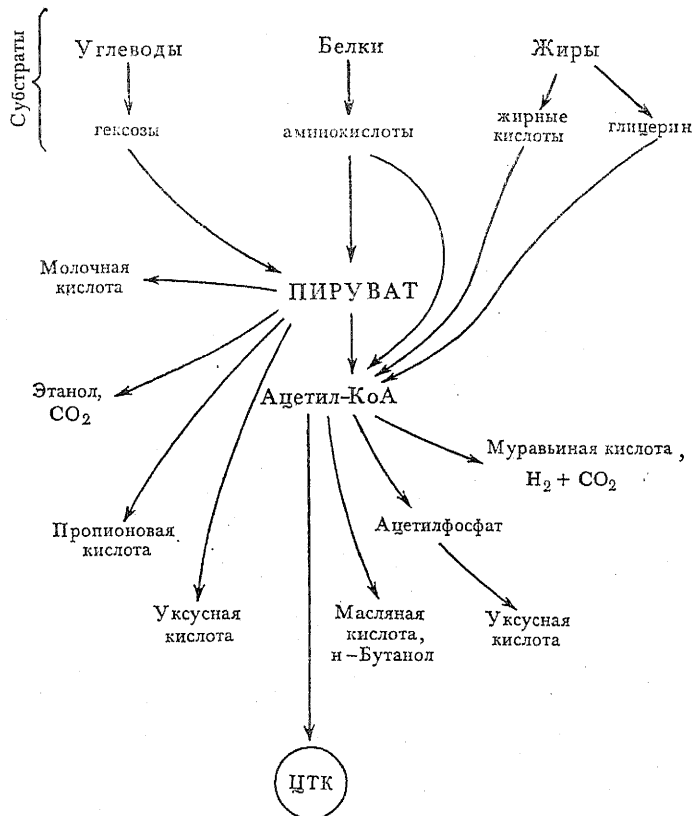 Субстраты
Углеводы
Белки
Жиры
гексозы
аминокислоты
жирные
кислоты
глицерин
Молочная
кислота
ПИРУВАТ
Этанол,
CO₂
Ацетил-КоА
Муравьиная кислота,
H₂ + CO₂
Пропионовая
кислота
Ацетилфосфат
Уксусная
кислота
Масляная
кислота,
н-Бутанол
Уксусная
кислота
ЦТК